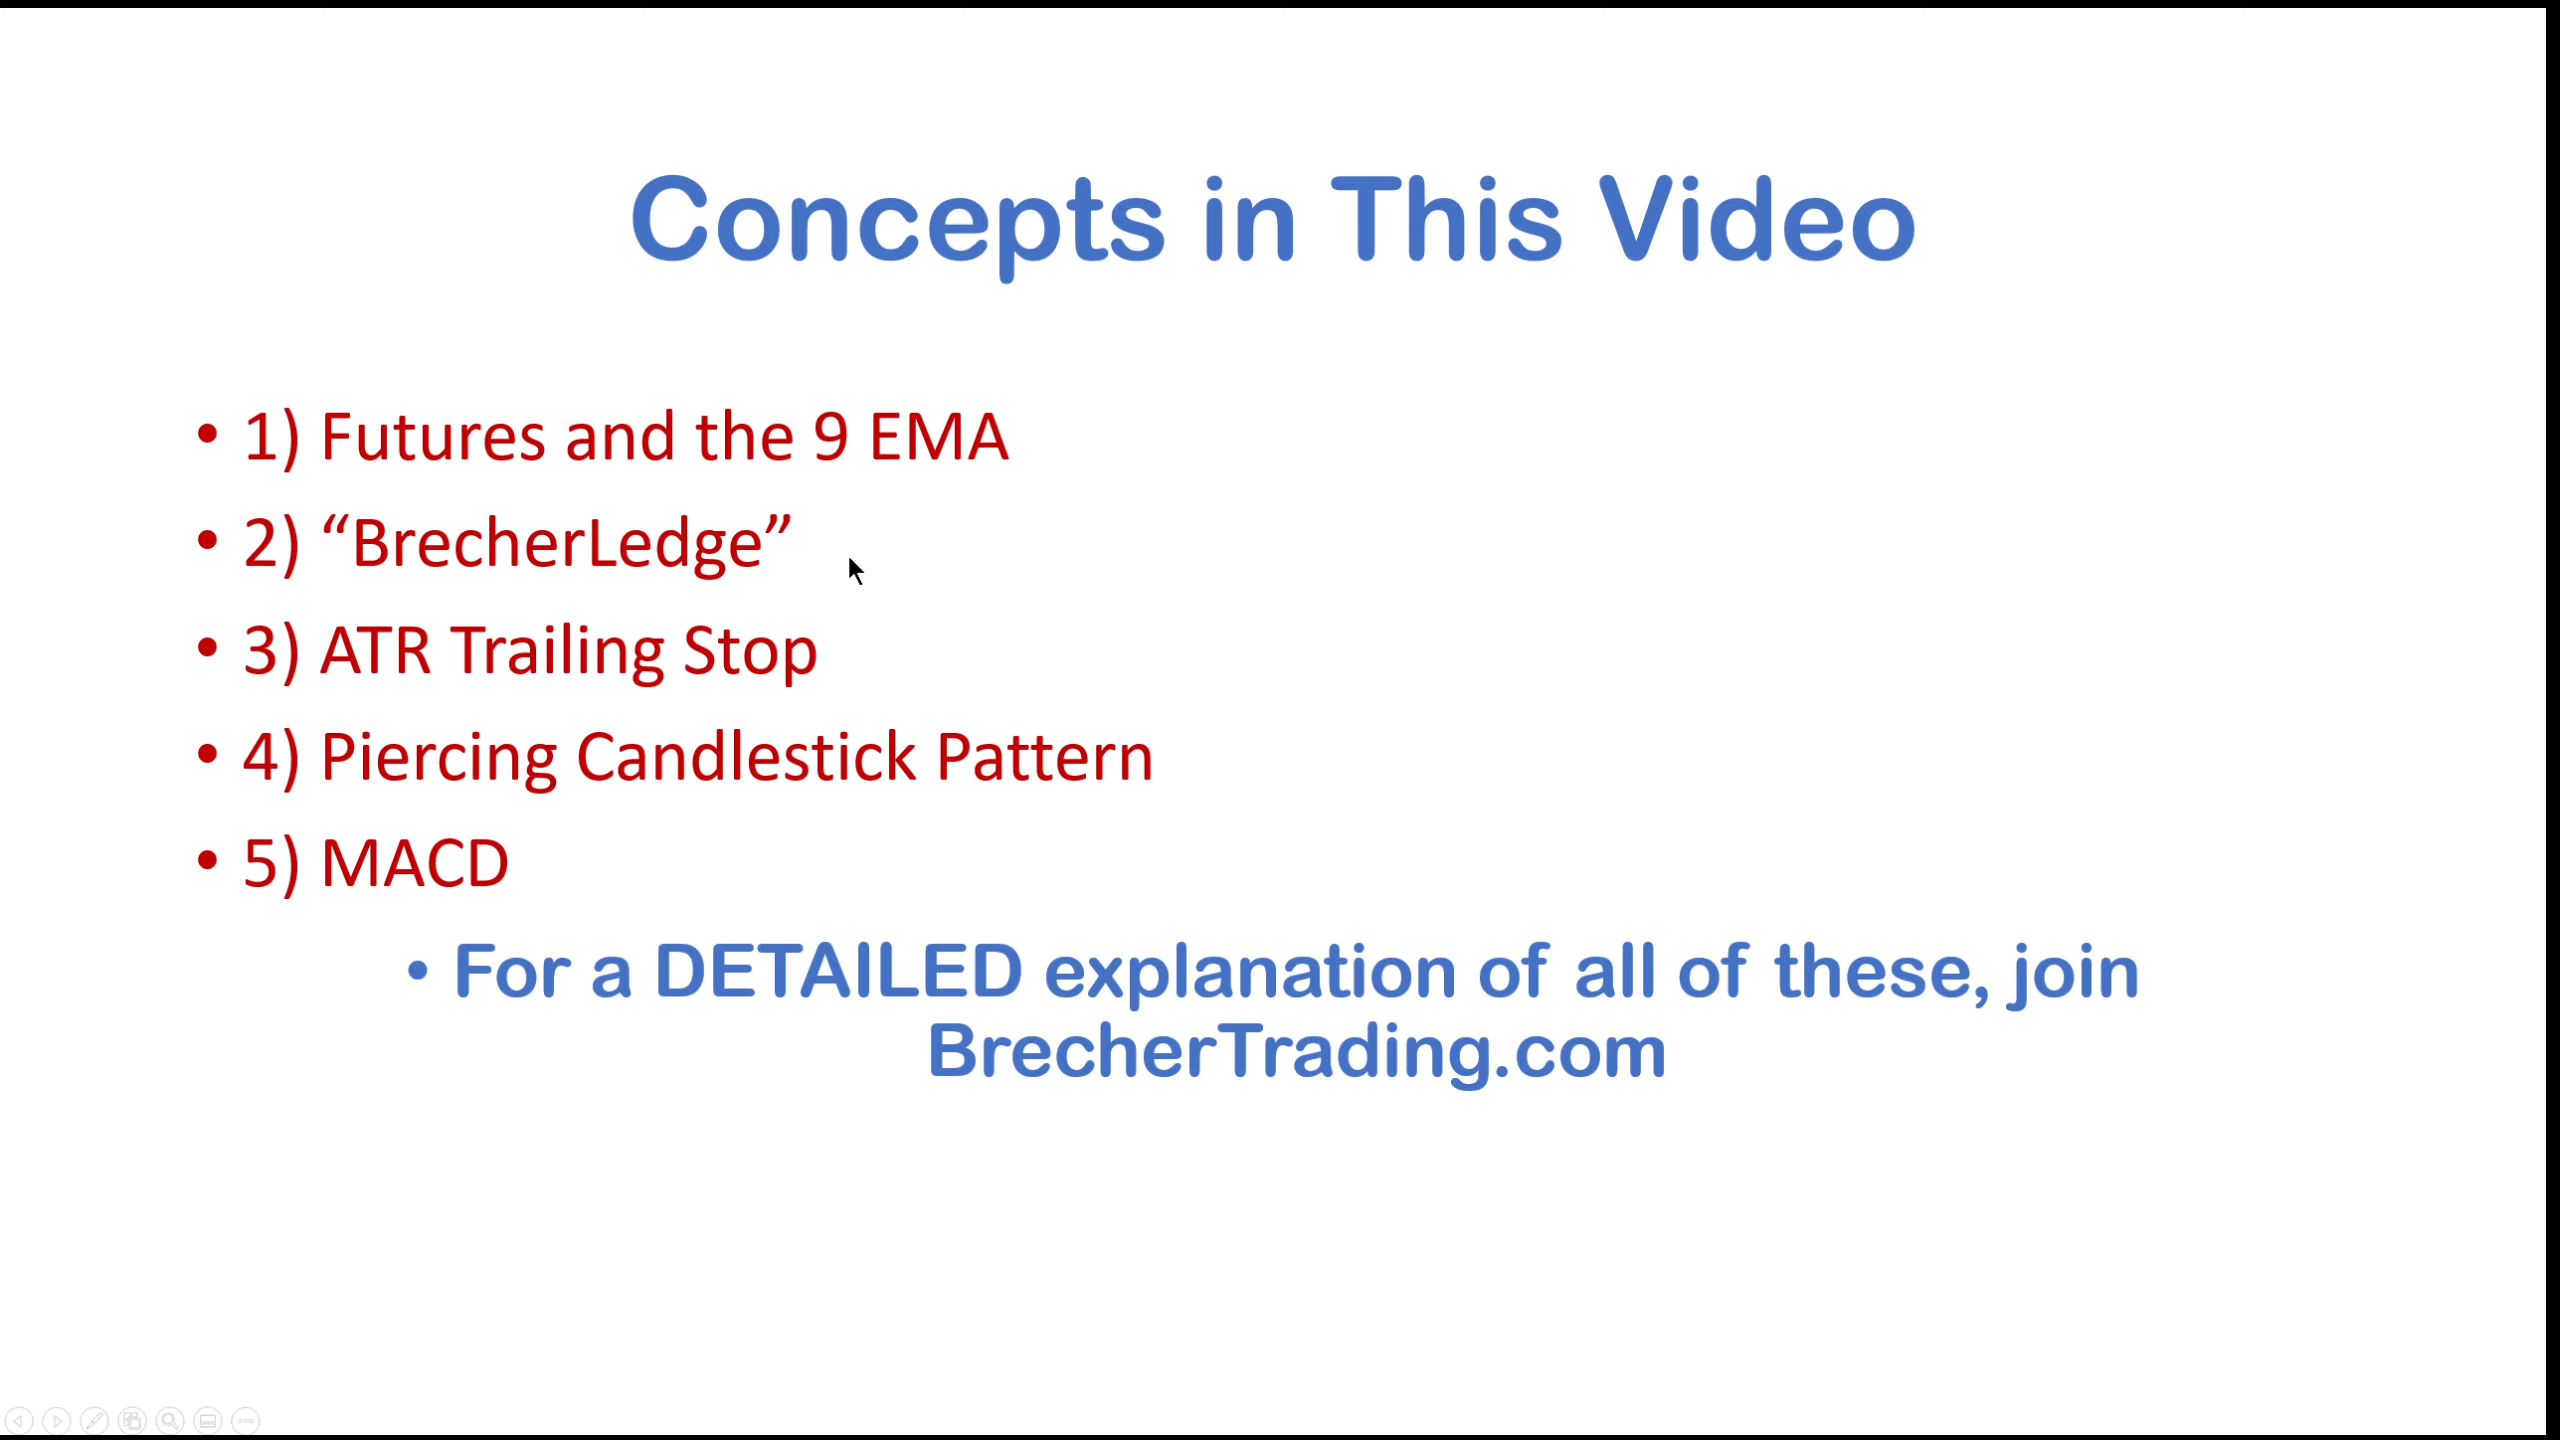 Concepts in This Video
• 1) Futures and the 9 EMA
• 2) “BrecherLedge”
• 3) ATR Trailing Stop
• 4) Piercing Candlestick Pattern
• 5) MACD
• For a DETAILED explanation of all of these, join
BrecherTrading.com